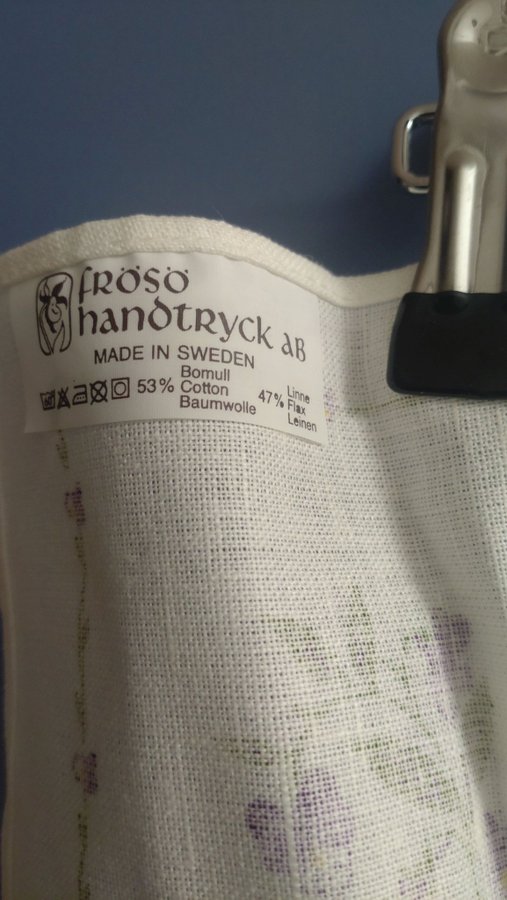 fRÖSÖ
handtRyck aB
MADE IN SWEDEN
53% Bomull Cotton Baumwolle
47% Linne Flax Leinen